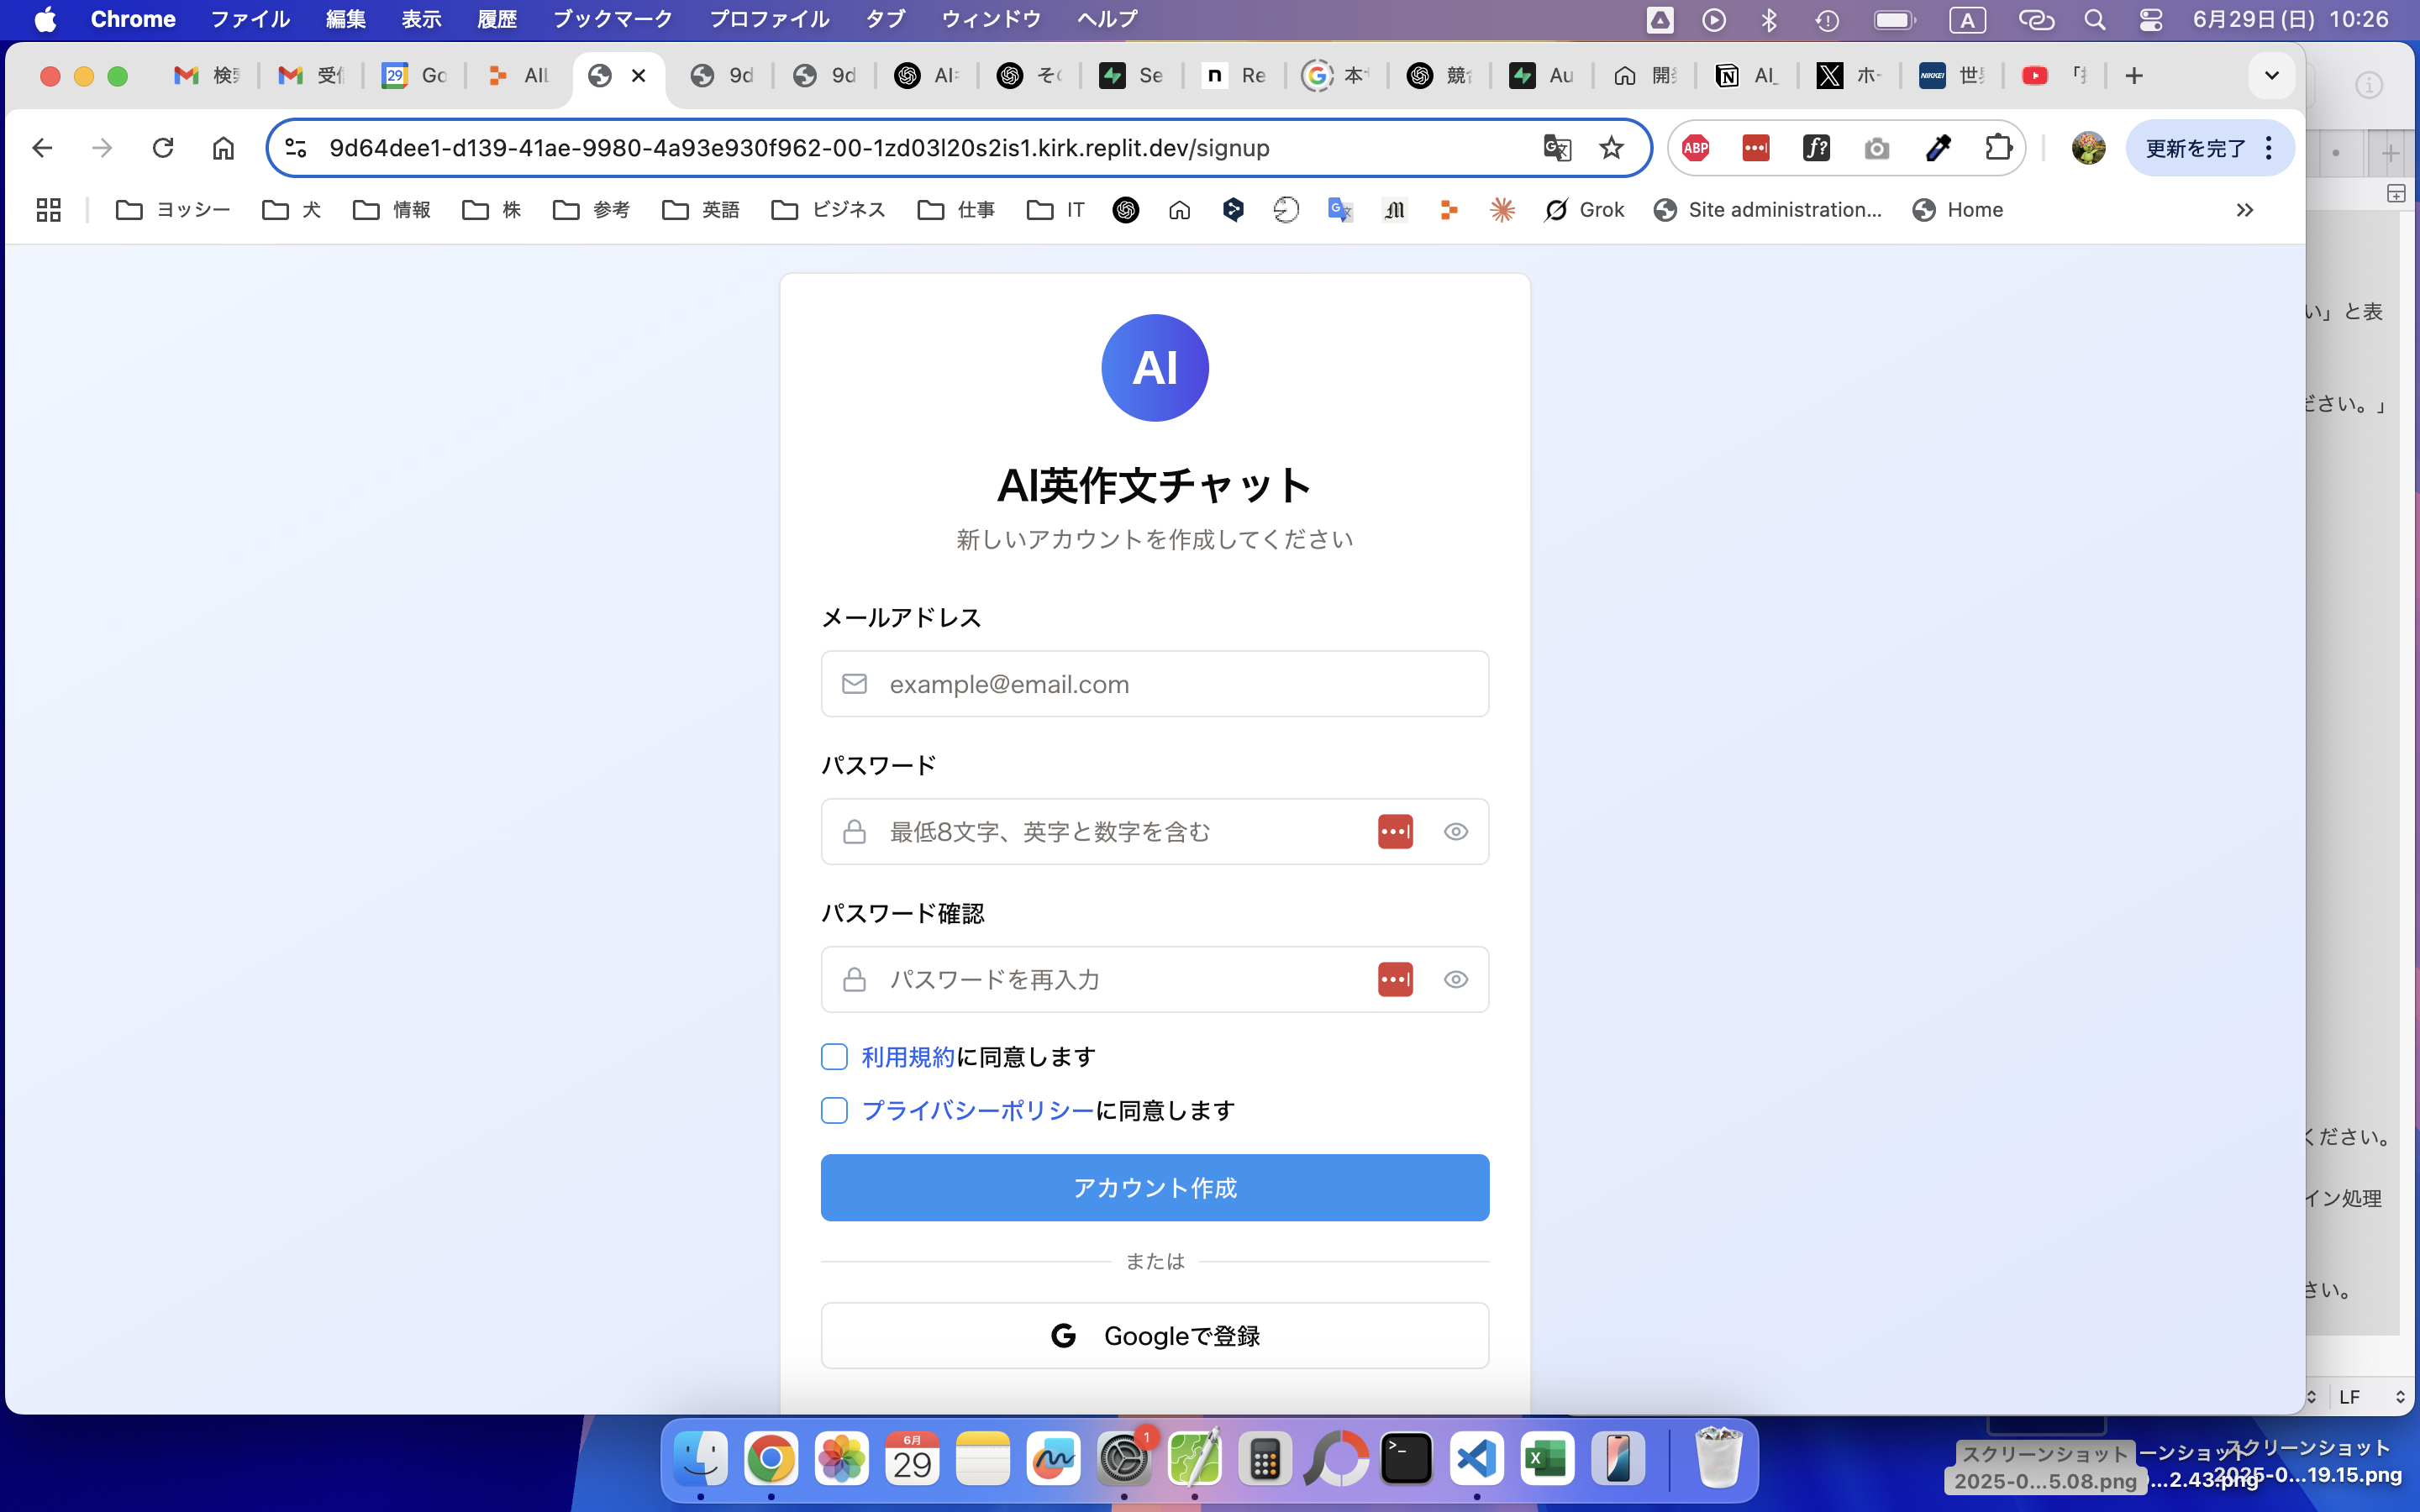 Chrome ファイル 編集 表示 履歴 ブックマーク プロファイル タブ ウィンドウ ヘルプ A 6月29日(日) 10:26
29 Go AII 9d 9d AI Se n Re 本 Au AI_ X ホ NIKKEI
9d64dee1-d139-41ae-9980-4a93e930f962-00-1zd03l20s2is1.kirk.replit.dev/signup ABP f? 更新を完了
ヨッシー 犬 情報 株 参考 英語 ビジネス 仕事 IT Grok Site administration... Home
い」と表
ださい。」
AI
AI英作文チャット
新しいアカウントを作成してください
メールアドレス
example@email.com
パスワード
最低8文字、英字と数字を含む
パスワード確認
パスワードを再入力
利用規約に同意します
プライバシーポリシーに同意します
ください。
アカウント作成
イン処理
または
さい。
Googleで登録
LF
6月
29
1
スクリーンショット
2025-0...5.08.png
ーンショット
...2.43.png
スクリーンショット
2025-0...19.15.png